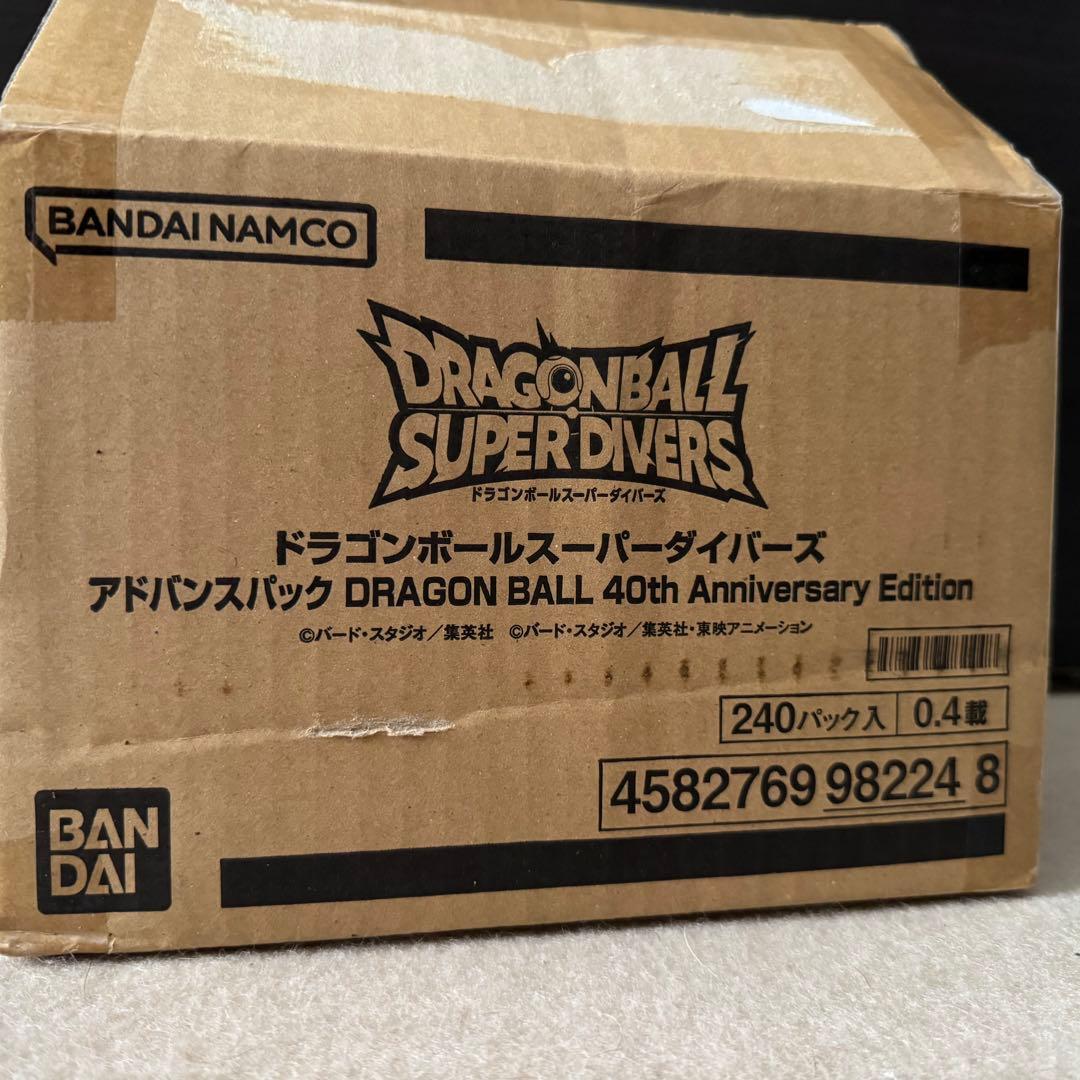 BANDAI NAMCO
DRAGONBALL
SUPER DIVERS
ドラゴンボールスーパーダイバーズ
ドラゴンボールスーパーダイバーズ
アドバンスパック DRAGON BALL 40th Anniversary Edition
©バード・スタジオ／集英社 ©バード・スタジオ／集英社・東映アニメーション
240パック入 0.4載
4582769 98224 8
BAN
DAI